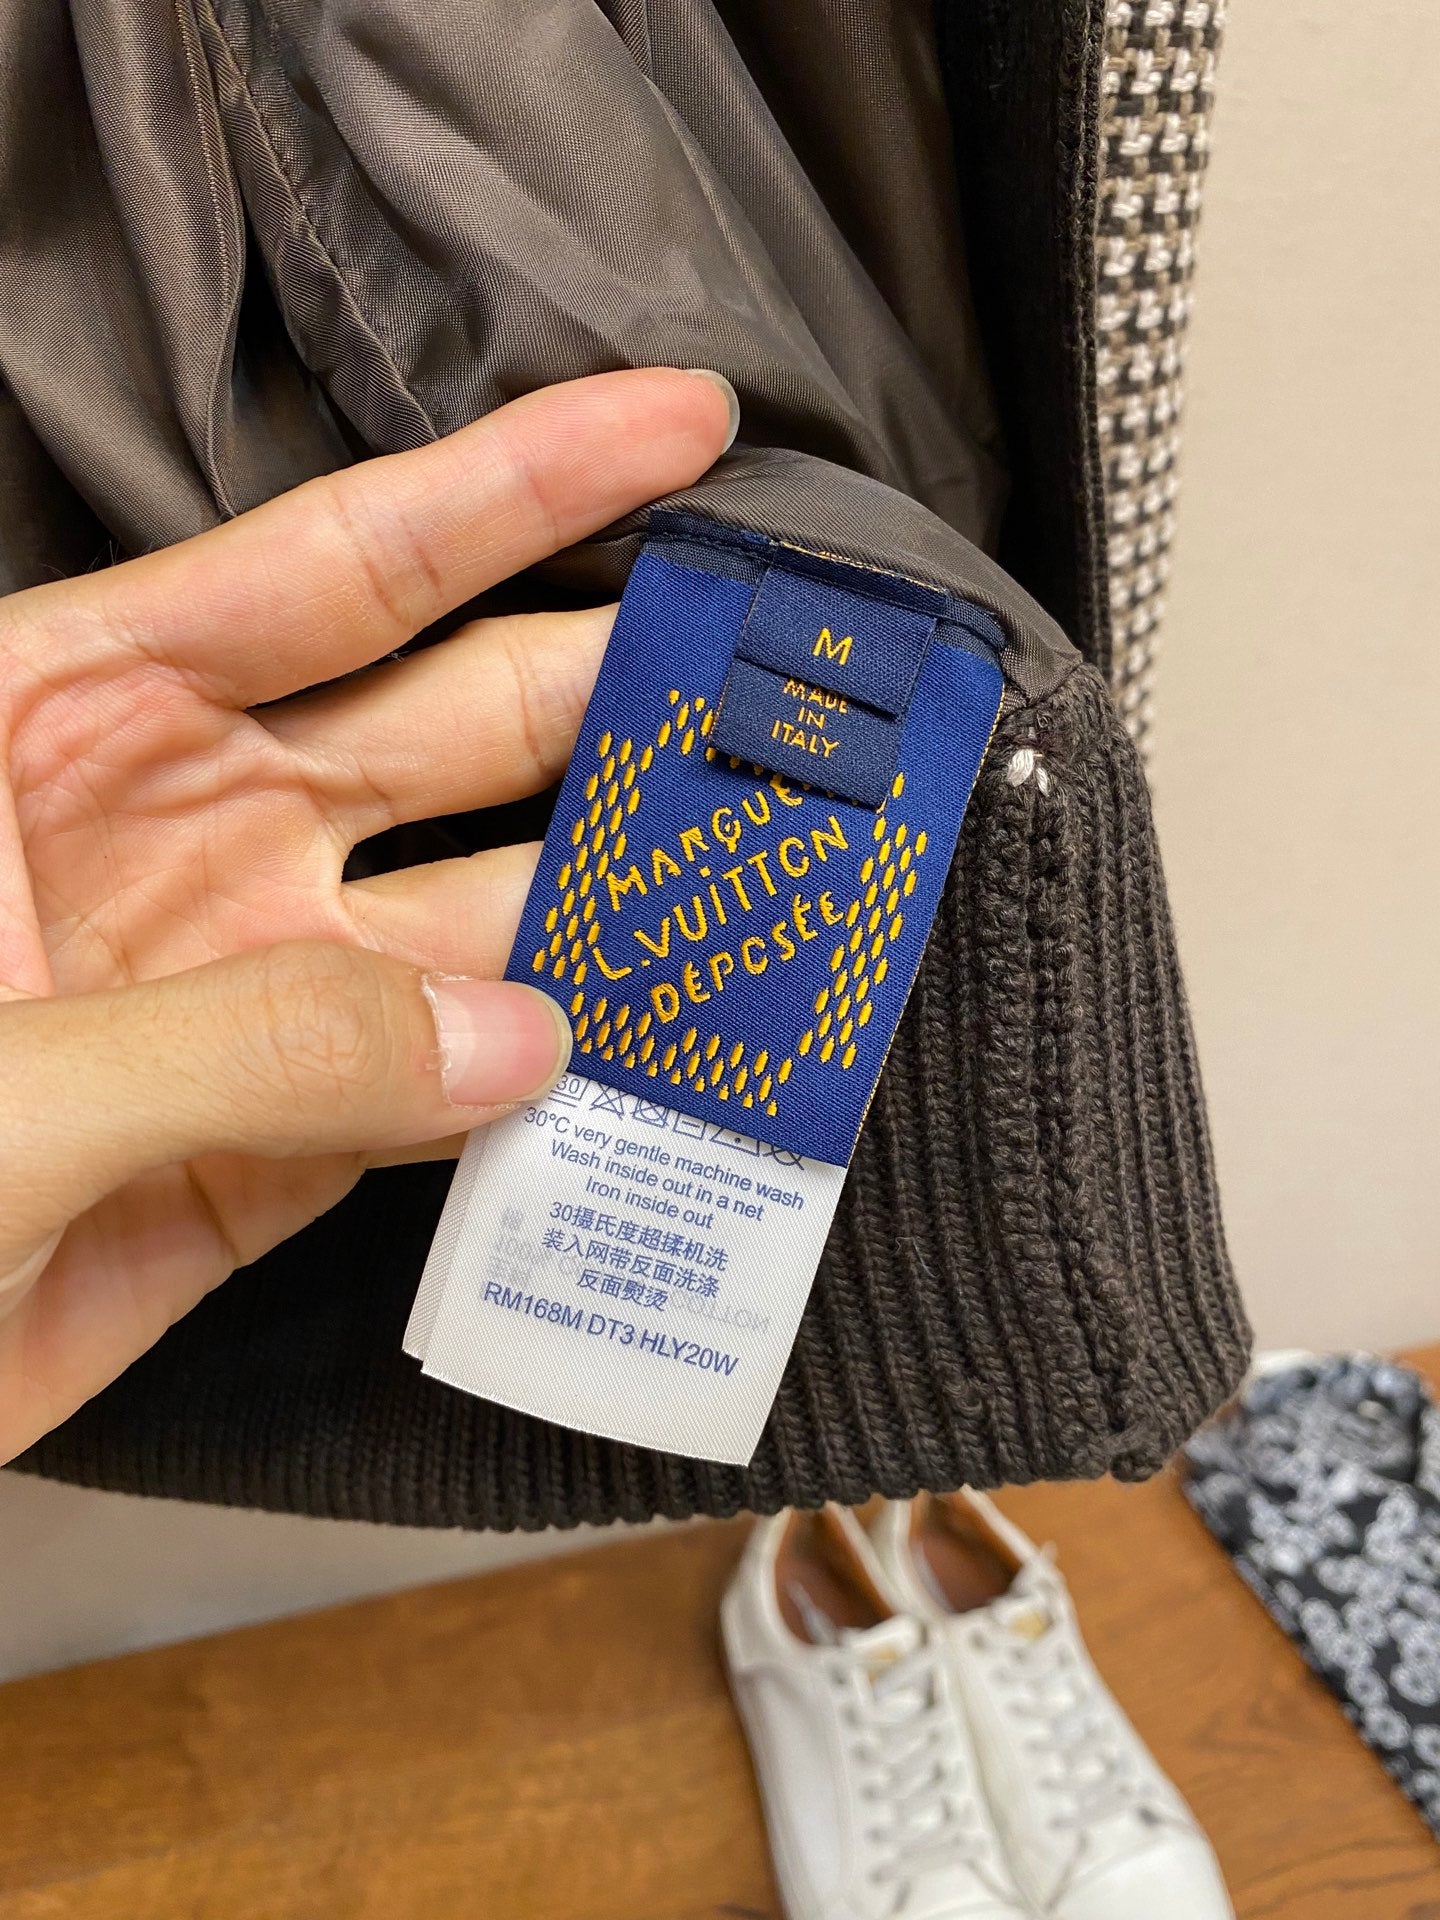 M
MADE
IN
ITALY
MARQUE
L.VUITTON
DÉPOSÉE
30
30°C very gentle machine wash
Wash inside out in a net
Iron inside out
30摄氏度超揉机洗
装入网带反面洗涤
反面熨烫
RM168M DT3 HLY20W